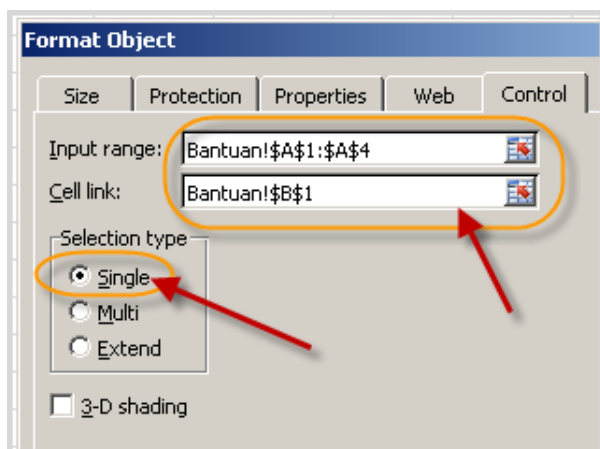 Format Object
Size Protection Properties Web Control
Input range: Bantuan!$A$1:$A$4
Cell link: Bantuan!$B$1
Selection type
Single
Multi
Extend
3-D shading